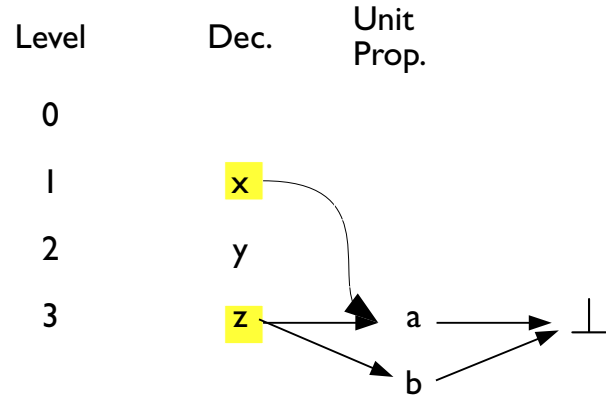 Level Dec. Unit
Prop.
0
1 x
2 y
3 z a ⊥
b